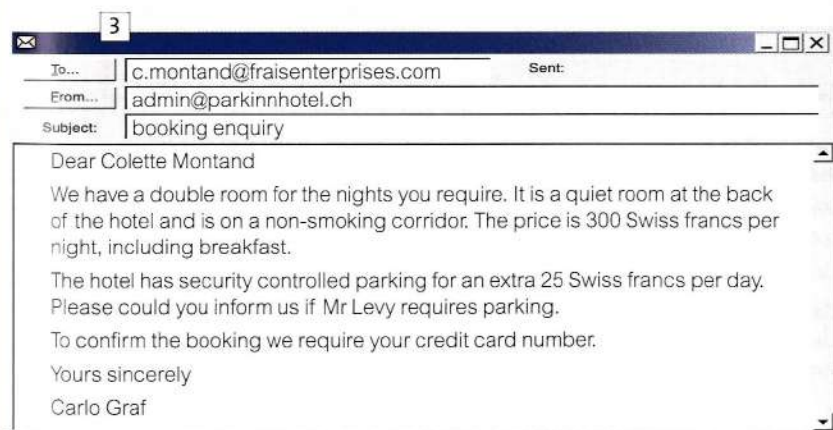 3
To... c.montand@fraisenterprises.com Sent:
From... admin@parkinnhotel.ch
Subject: booking enquiry
Dear Colette Montand
We have a double room for the nights you require. It is a quiet room at the back
of the hotel and is on a non-smoking corridor. The price is 300 Swiss francs per
night, including breakfast.
The hotel has security controlled parking for an extra 25 Swiss francs per day.
Please could you inform us if Mr Levy requires parking.
To confirm the booking we require your credit card number.
Yours sincerely
Carlo Graf